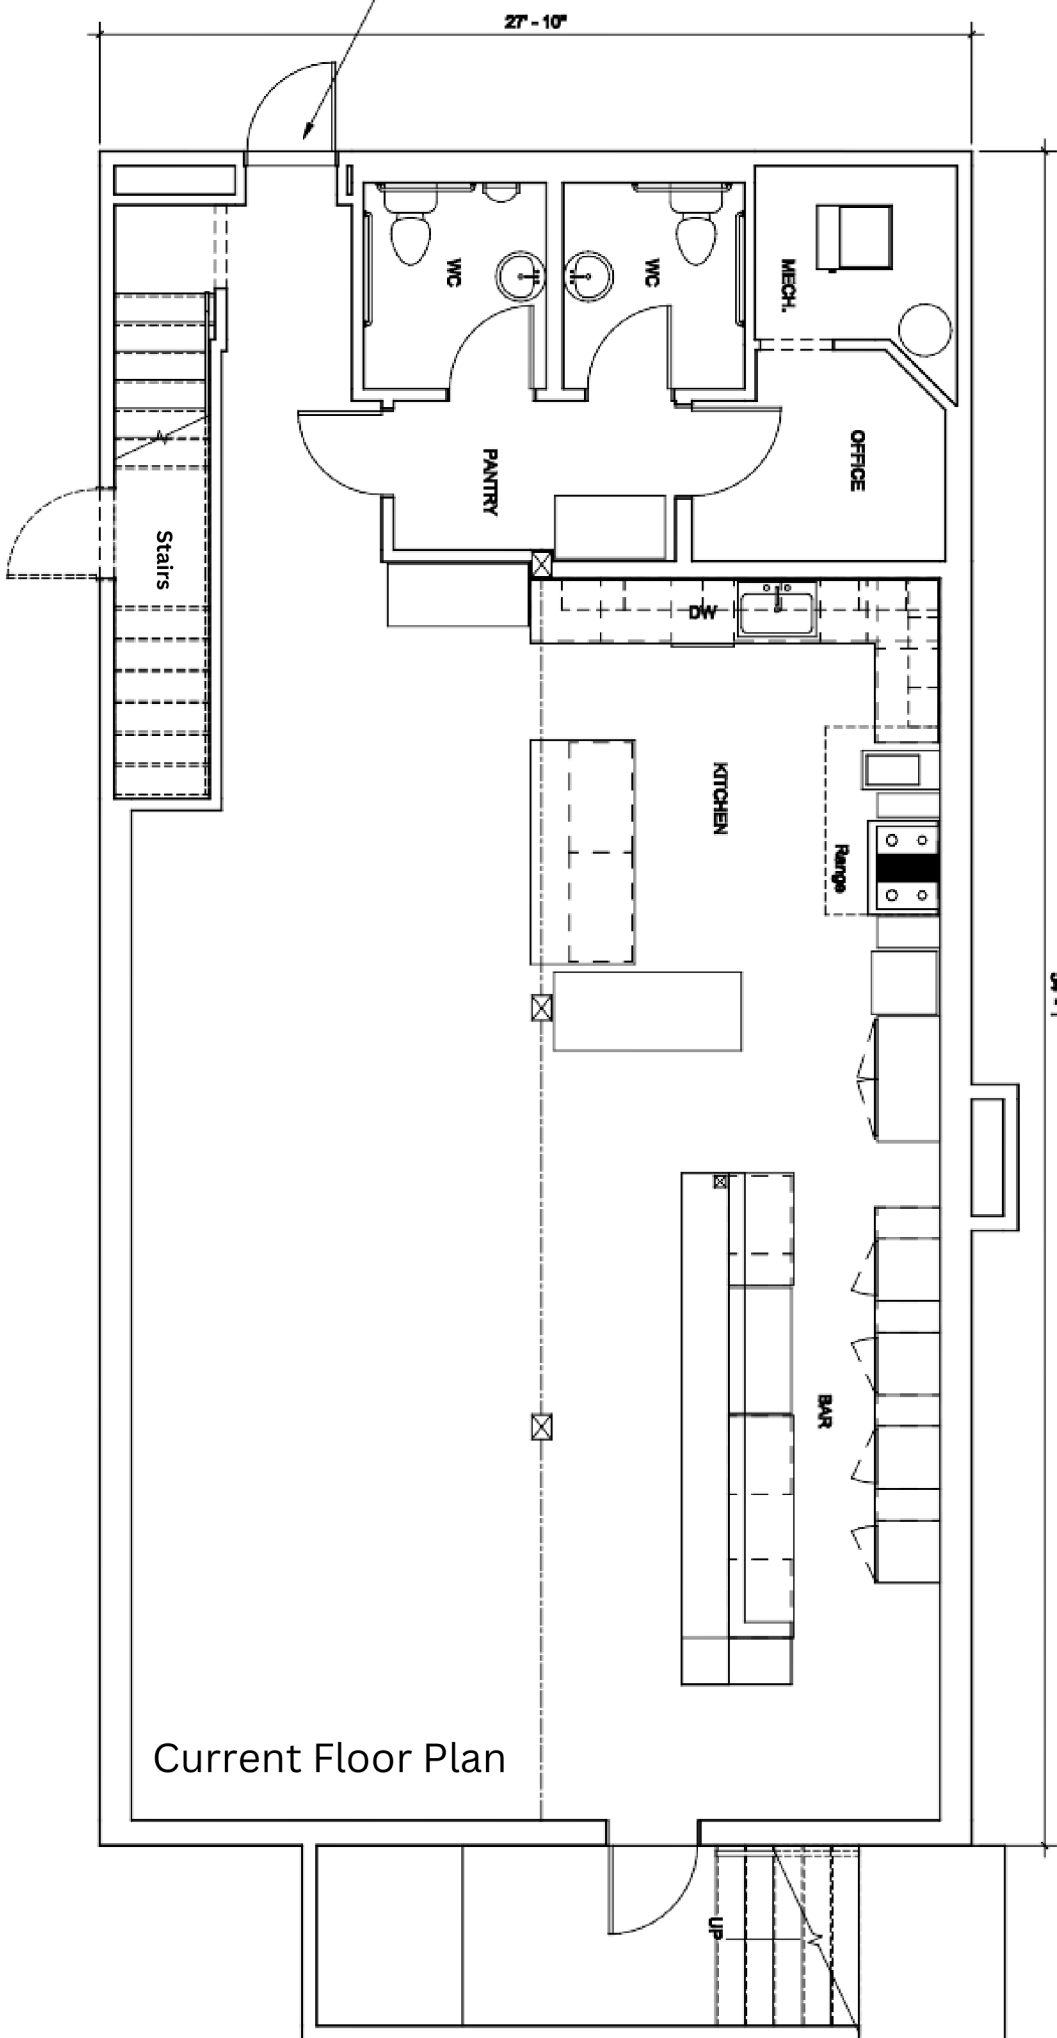 27' - 10"
WC
WC
MECH.
PANTRY
OFFICE
Stairs
DW
KITCHEN
Range
BAR
Current Floor Plan
UP